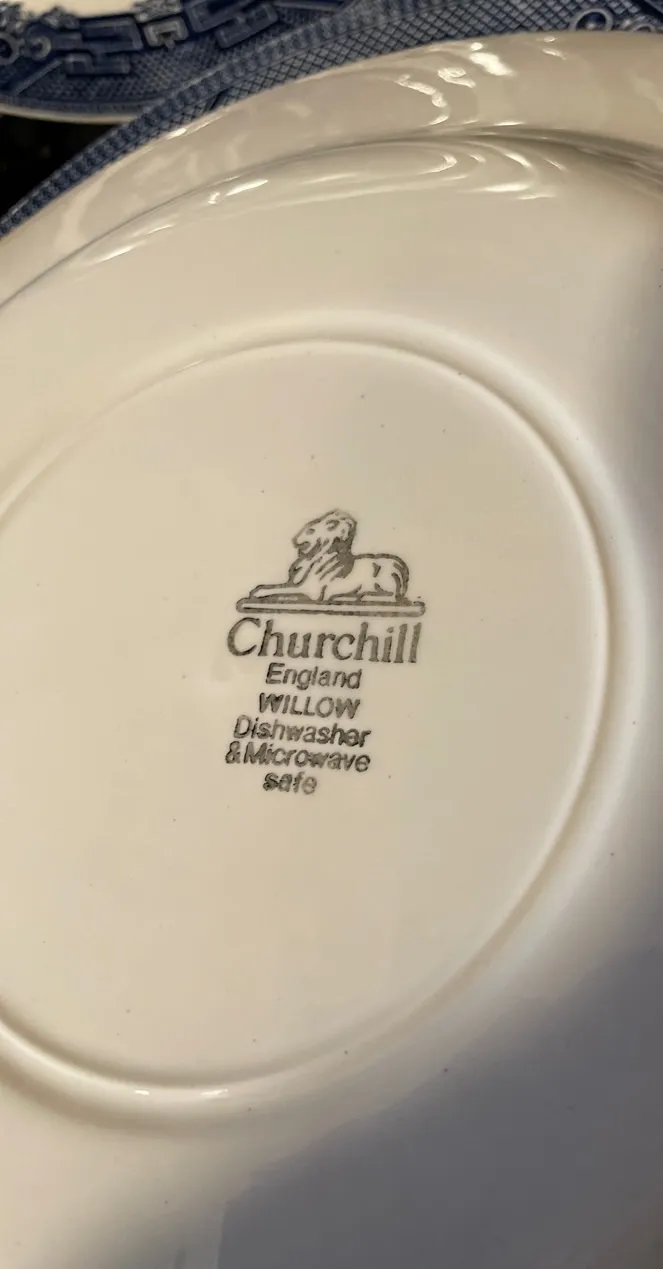 Churchill
England
WILLOW
Dishwasher
&Microwave
safe